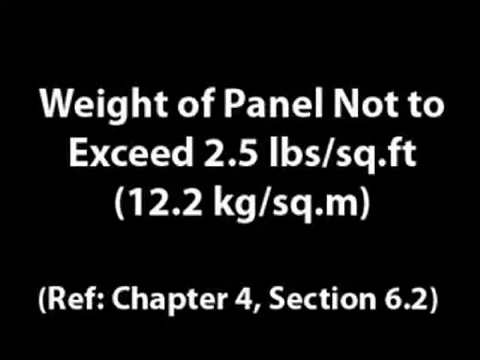 Weight of Panel Not to
Exceed 2.5 lbs/sq.ft
(12.2 kg/sq.m)
(Ref: Chapter 4, Section 6.2)